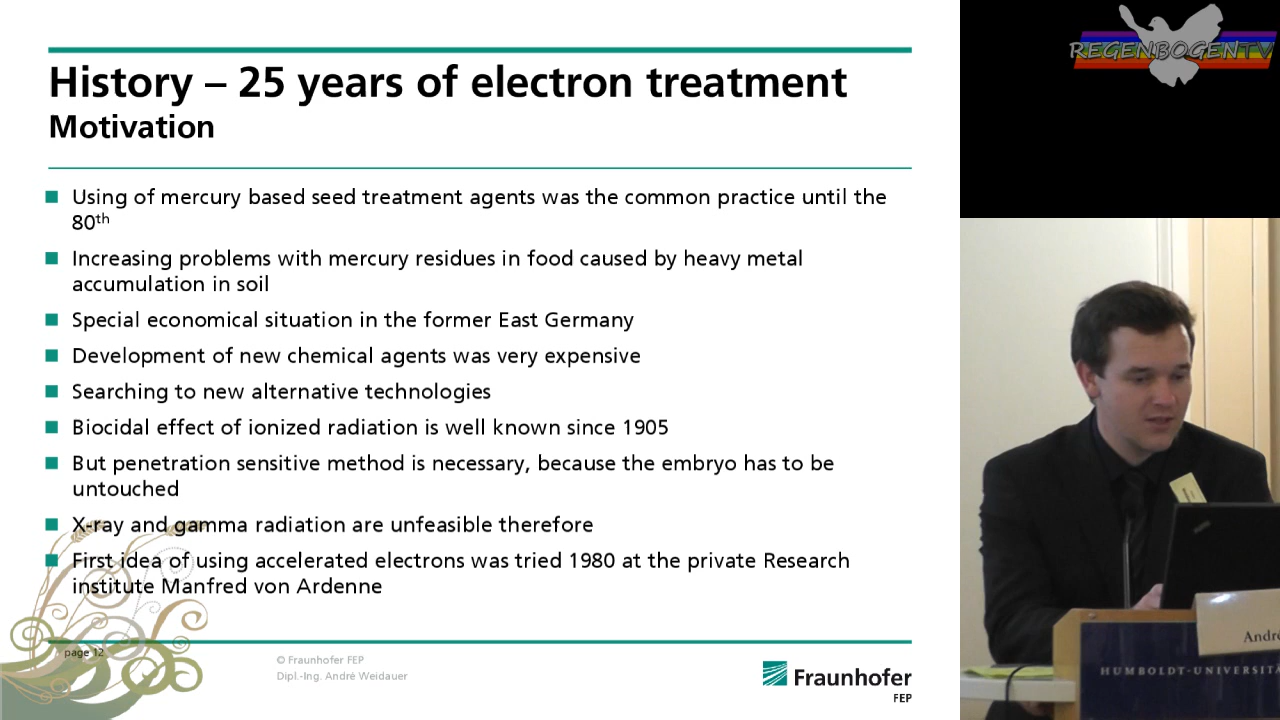 History – 25 years of electron treatment
Motivation
Using of mercury based seed treatment agents was the common practice until the
80th
Increasing problems with mercury residues in food caused by heavy metal
accumulation in soil
Special economical situation in the former East Germany
Development of new chemical agents was very expensive
Searching to new alternative technologies
Biocidal effect of ionized radiation is well known since 1905
But penetration sensitive method is necessary, because the embryo has to be
untouched
X-ray and gamma radiation are unfeasible therefore
First idea of using accelerated electrons was tried 1980 at the private Research
institute Manfred von Ardenne
page 12
© Fraunhofer FEP
Dipl.-Ing. André Weidauer
Fraunhofer
FEP
REGENBOGENTV
André
HUMBOLDT-UNIVERSITÄ